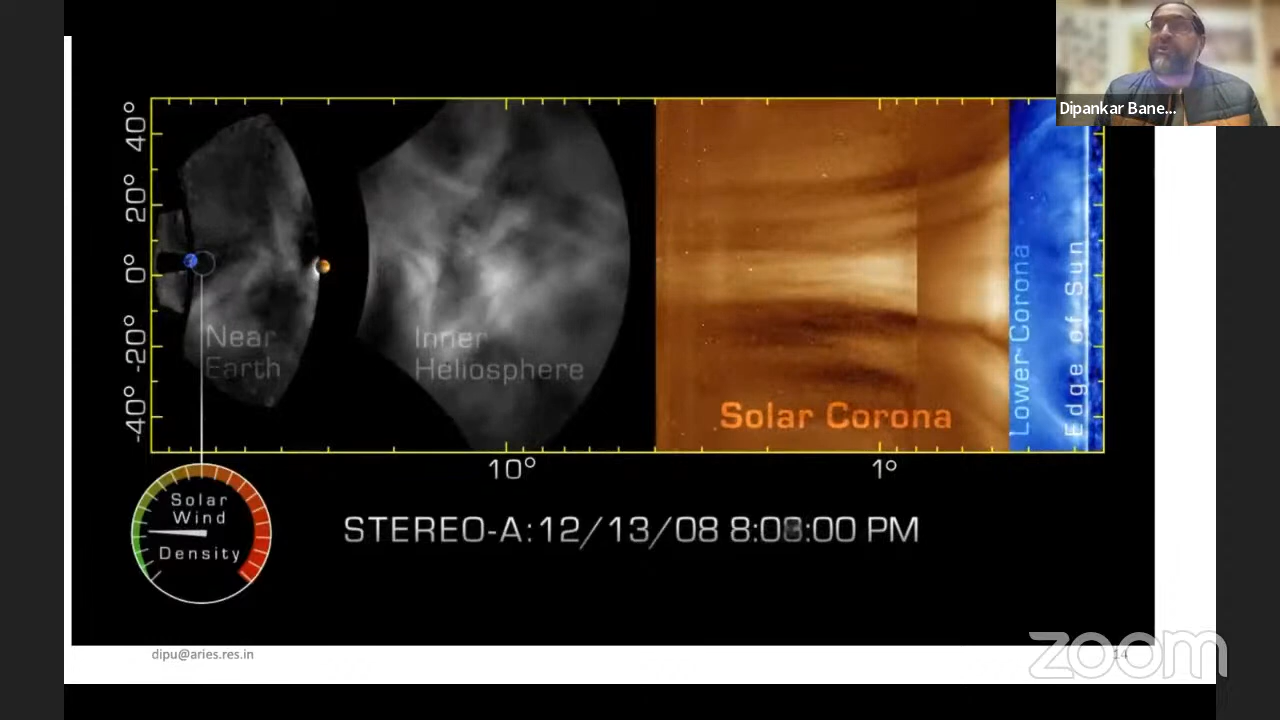 Dipankar Bane...
40°
20°
0°
-20°
-40°
Near
Earth
Inner
Heliosphere
Solar Corona
Lower Corona
Edge of Sun
10°
1°
Solar
Wind
Density
STEREO-A: 12/13/08 8:08:00 PM
dipu@aries.res.in
14
zoom